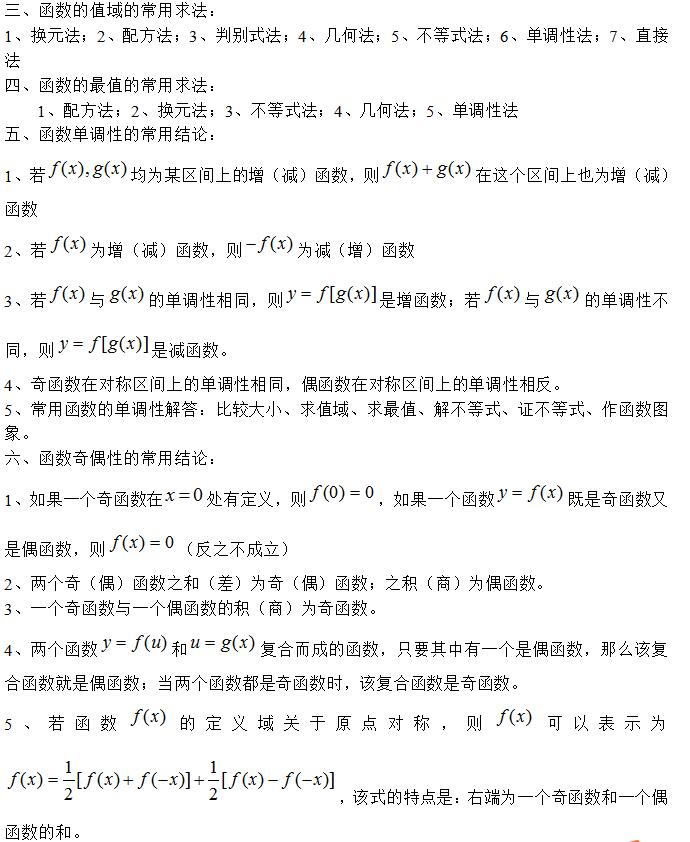 三、函数的值域的常用求法：
1、换元法；2、配方法；3、判别式法；4、几何法；5、不等式法；6、单调性法；7、直接
法
四、函数的最值的常用求法：
1、配方法；2、换元法；3、不等式法；4、几何法；5、单调性法
五、函数单调性的常用结论：
1、若f(x),g(x)均为某区间上的增（减）函数，则f(x)+g(x)在这个区间上也为增（减）
函数
2、若f(x)为增（减）函数，则−f(x)为减（增）函数
3、若f(x)与g(x)的单调性相同，则y=f[g(x)]是增函数；若f(x)与g(x)的单调性不
同，则y=f[g(x)]是减函数。
4、奇函数在对称区间上的单调性相同，偶函数在对称区间上的单调性相反。
5、常用函数的单调性解答：比较大小、求值域、求最值、解不等式、证不等式、作函数图
象。
六、函数奇偶性的常用结论：
1、如果一个奇函数在x=0处有定义，则f(0)=0，如果一个函数y=f(x)既是奇函数又
是偶函数，则f(x)=0（反之不成立）
2、两个奇（偶）函数之和（差）为奇（偶）函数；之积（商）为偶函数。
3、一个奇函数与一个偶函数的积（商）为奇函数。
4、两个函数y=f(u)和u=g(x)复合而成的函数，只要其中有一个是偶函数，那么该复
合函数就是偶函数；当两个函数都是奇函数时，该复合函数是奇函数。
5、若函数f(x)的定义域关于原点对称，则f(x)可以表示为
f(x)=1/2[f(x)+f(−x)]+1/2[f(x)−f(−x)]，该式的特点是：右端为一个奇函数和一个偶
函数的和。